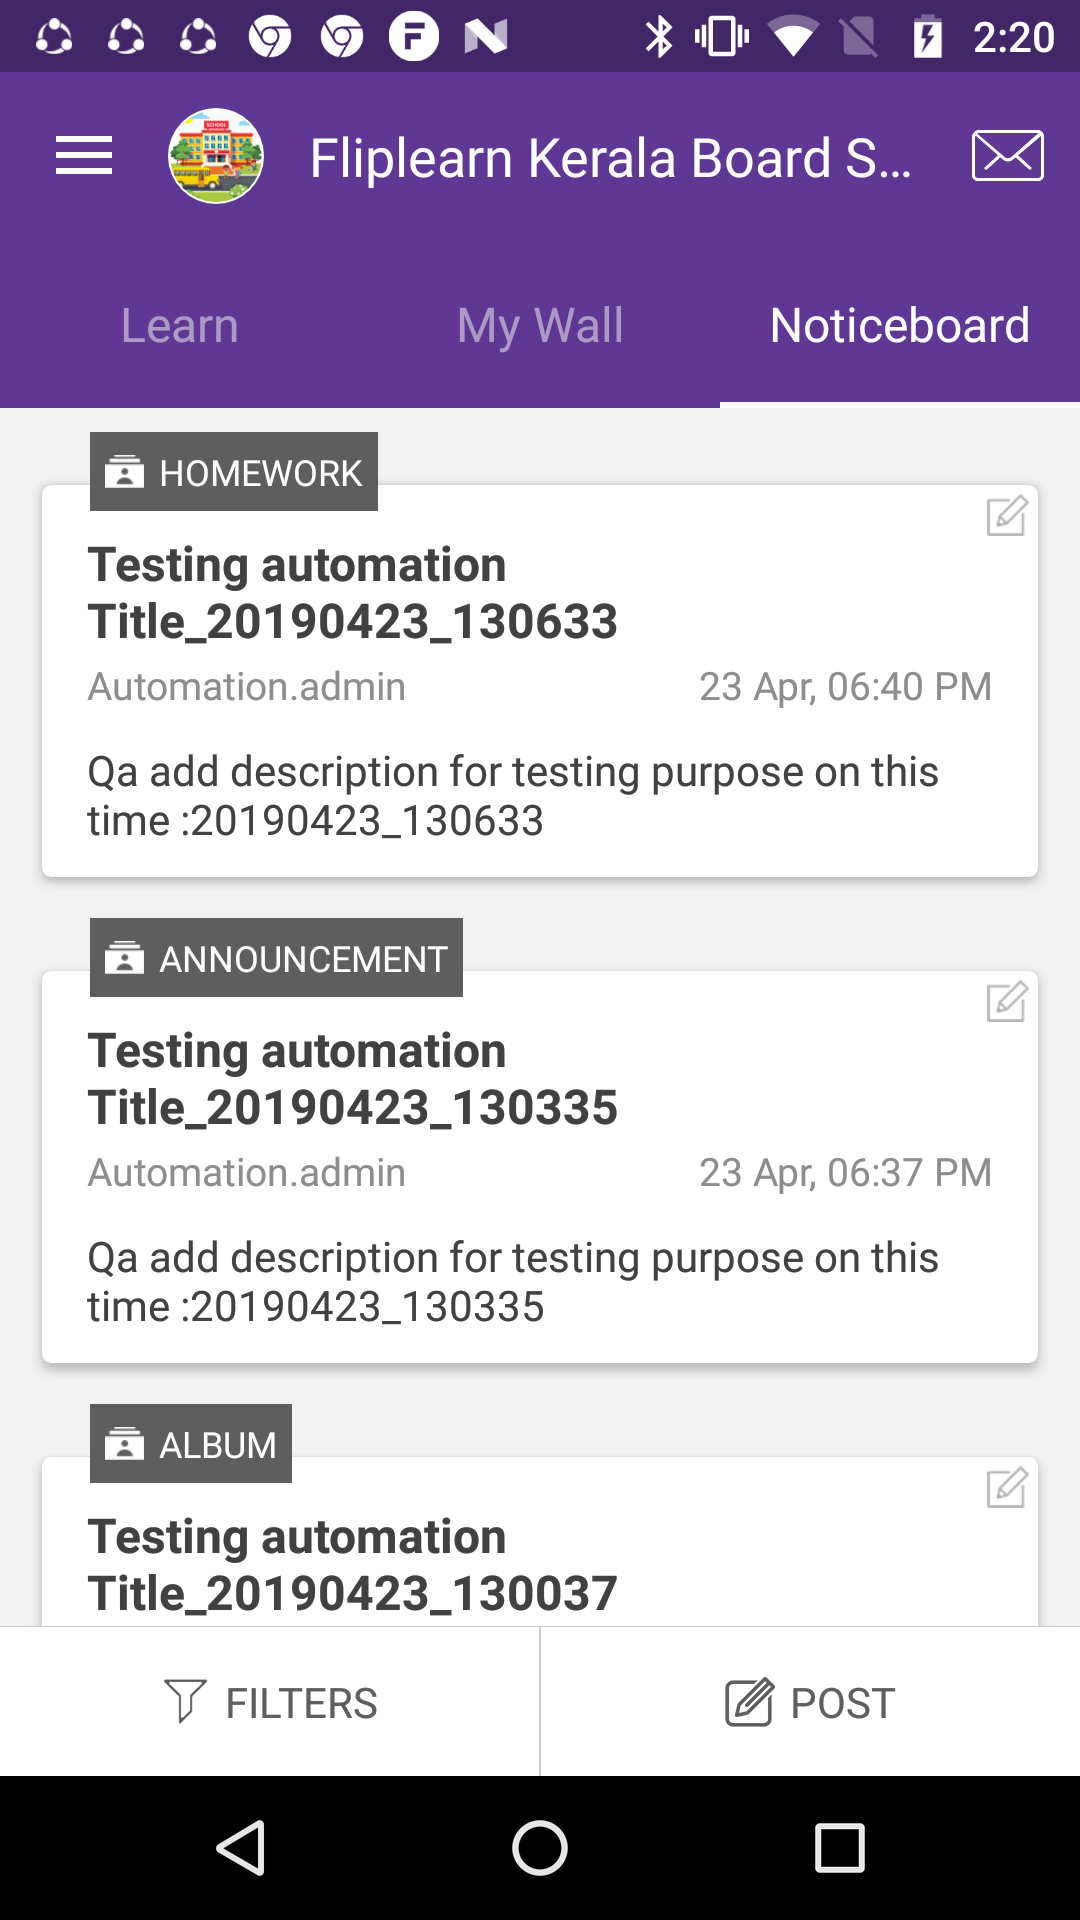 2:20
Fliplearn Kerala Board S...
Learn
My Wall
Noticeboard
HOMEWORK
Testing automation
Title_20190423_130633
Automation.admin
23 Apr, 06:40 PM
Qa add description for testing purpose on this
time :20190423_130633
ANNOUNCEMENT
Testing automation
Title_20190423_130335
Automation.admin
23 Apr, 06:37 PM
Qa add description for testing purpose on this
time :20190423_130335
ALBUM
Testing automation
Title_20190423_130037
FILTERS
POST